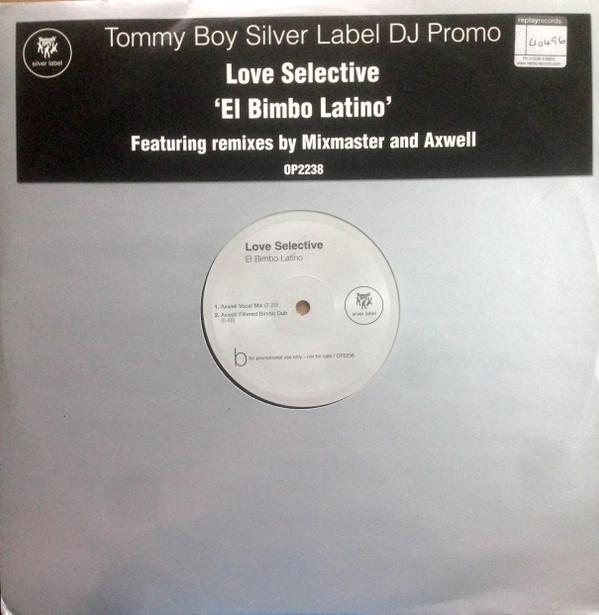 Tommy Boy Silver Label DJ Promo
replayrecords
silver label
Love Selective
'El Bimbo Latino'
Featuring remixes by Mixmaster and Axwell
OP2238
Love Selective
El Bimbo Latino
1. Axwell Vocal Mix
2. Axwell Filtered Bimbo Dub
silver label
b for promotional use only - not for sale / OP2238